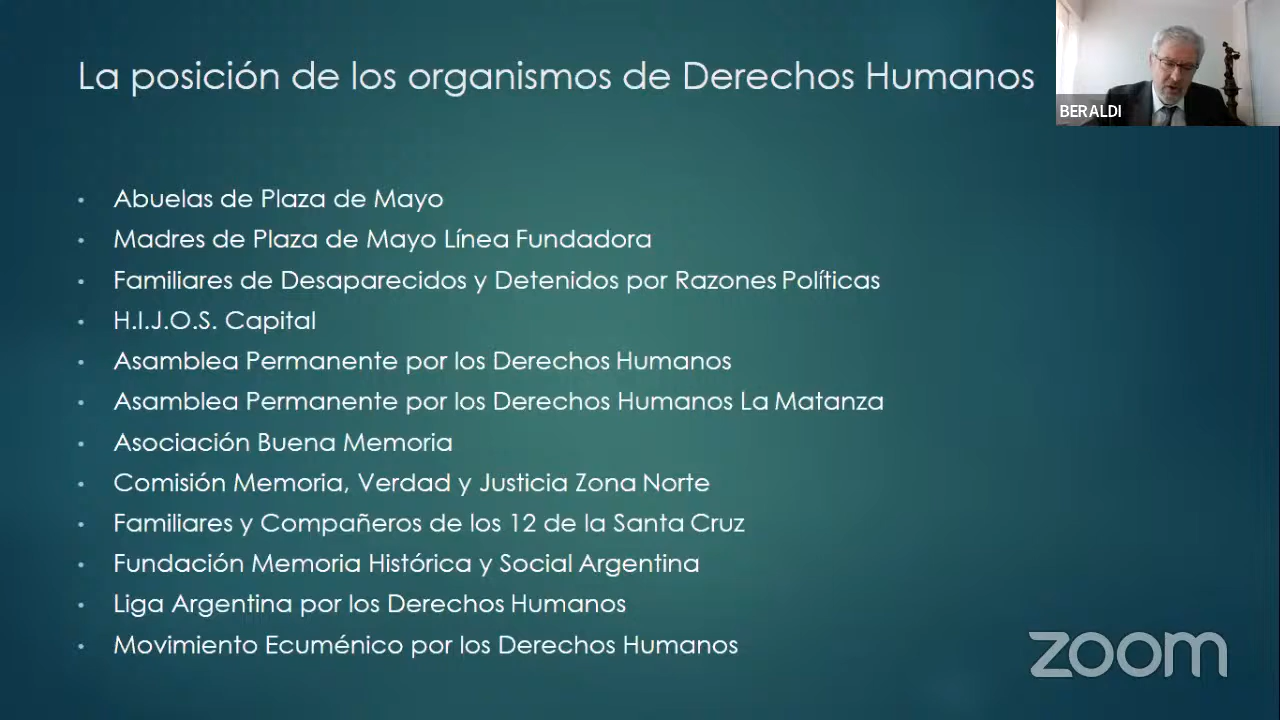 La posición de los organismos de Derechos Humanos
BERALDI
• Abuelas de Plaza de Mayo
• Madres de Plaza de Mayo Línea Fundadora
• Familiares de Desaparecidos y Detenidos por Razones Políticas
• H.I.J.O.S. Capital
• Asamblea Permanente por los Derechos Humanos
• Asamblea Permanente por los Derechos Humanos La Matanza
• Asociación Buena Memoria
• Comisión Memoria, Verdad y Justicia Zona Norte
• Familiares y Compañeros de los 12 de la Santa Cruz
• Fundación Memoria Histórica y Social Argentina
• Liga Argentina por los Derechos Humanos
• Movimiento Ecuménico por los Derechos Humanos
zoom